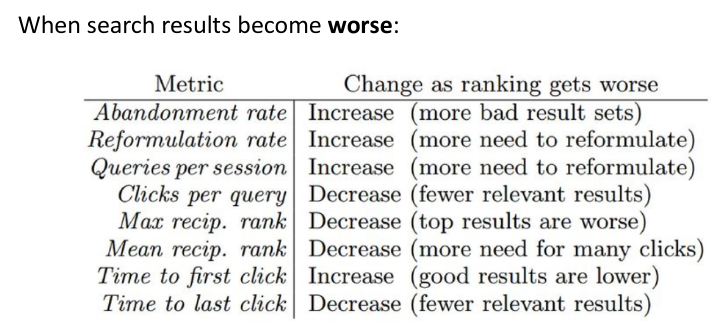 When search results become worse:
Metric Change as ranking gets worse
Abandonment rate Increase (more bad result sets)
Reformulation rate Increase (more need to reformulate)
Queries per session Increase (more need to reformulate)
Clicks per query Decrease (fewer relevant results)
Max recip. rank Decrease (top results are worse)
Mean recip. rank Decrease (more need for many clicks)
Time to first click Increase (good results are lower)
Time to last click Decrease (fewer relevant results)